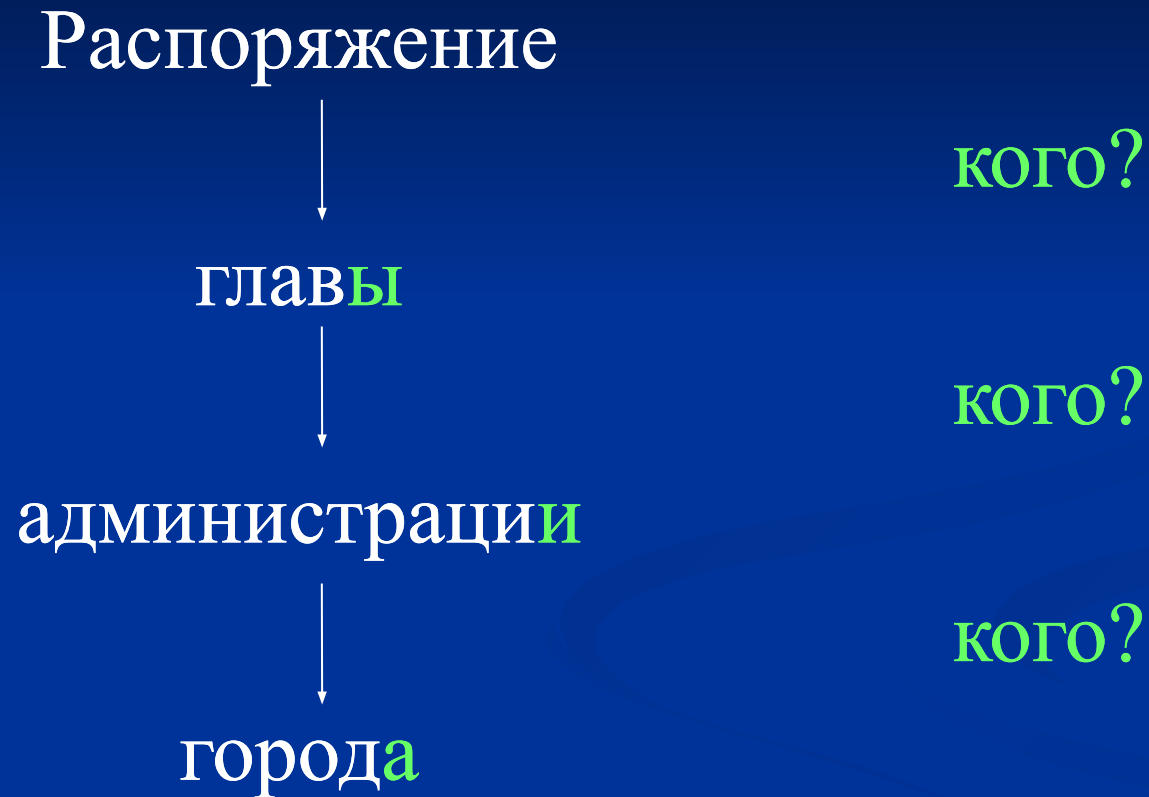 Распоряжение
кого?
главы
кого?
администрации
кого?
города